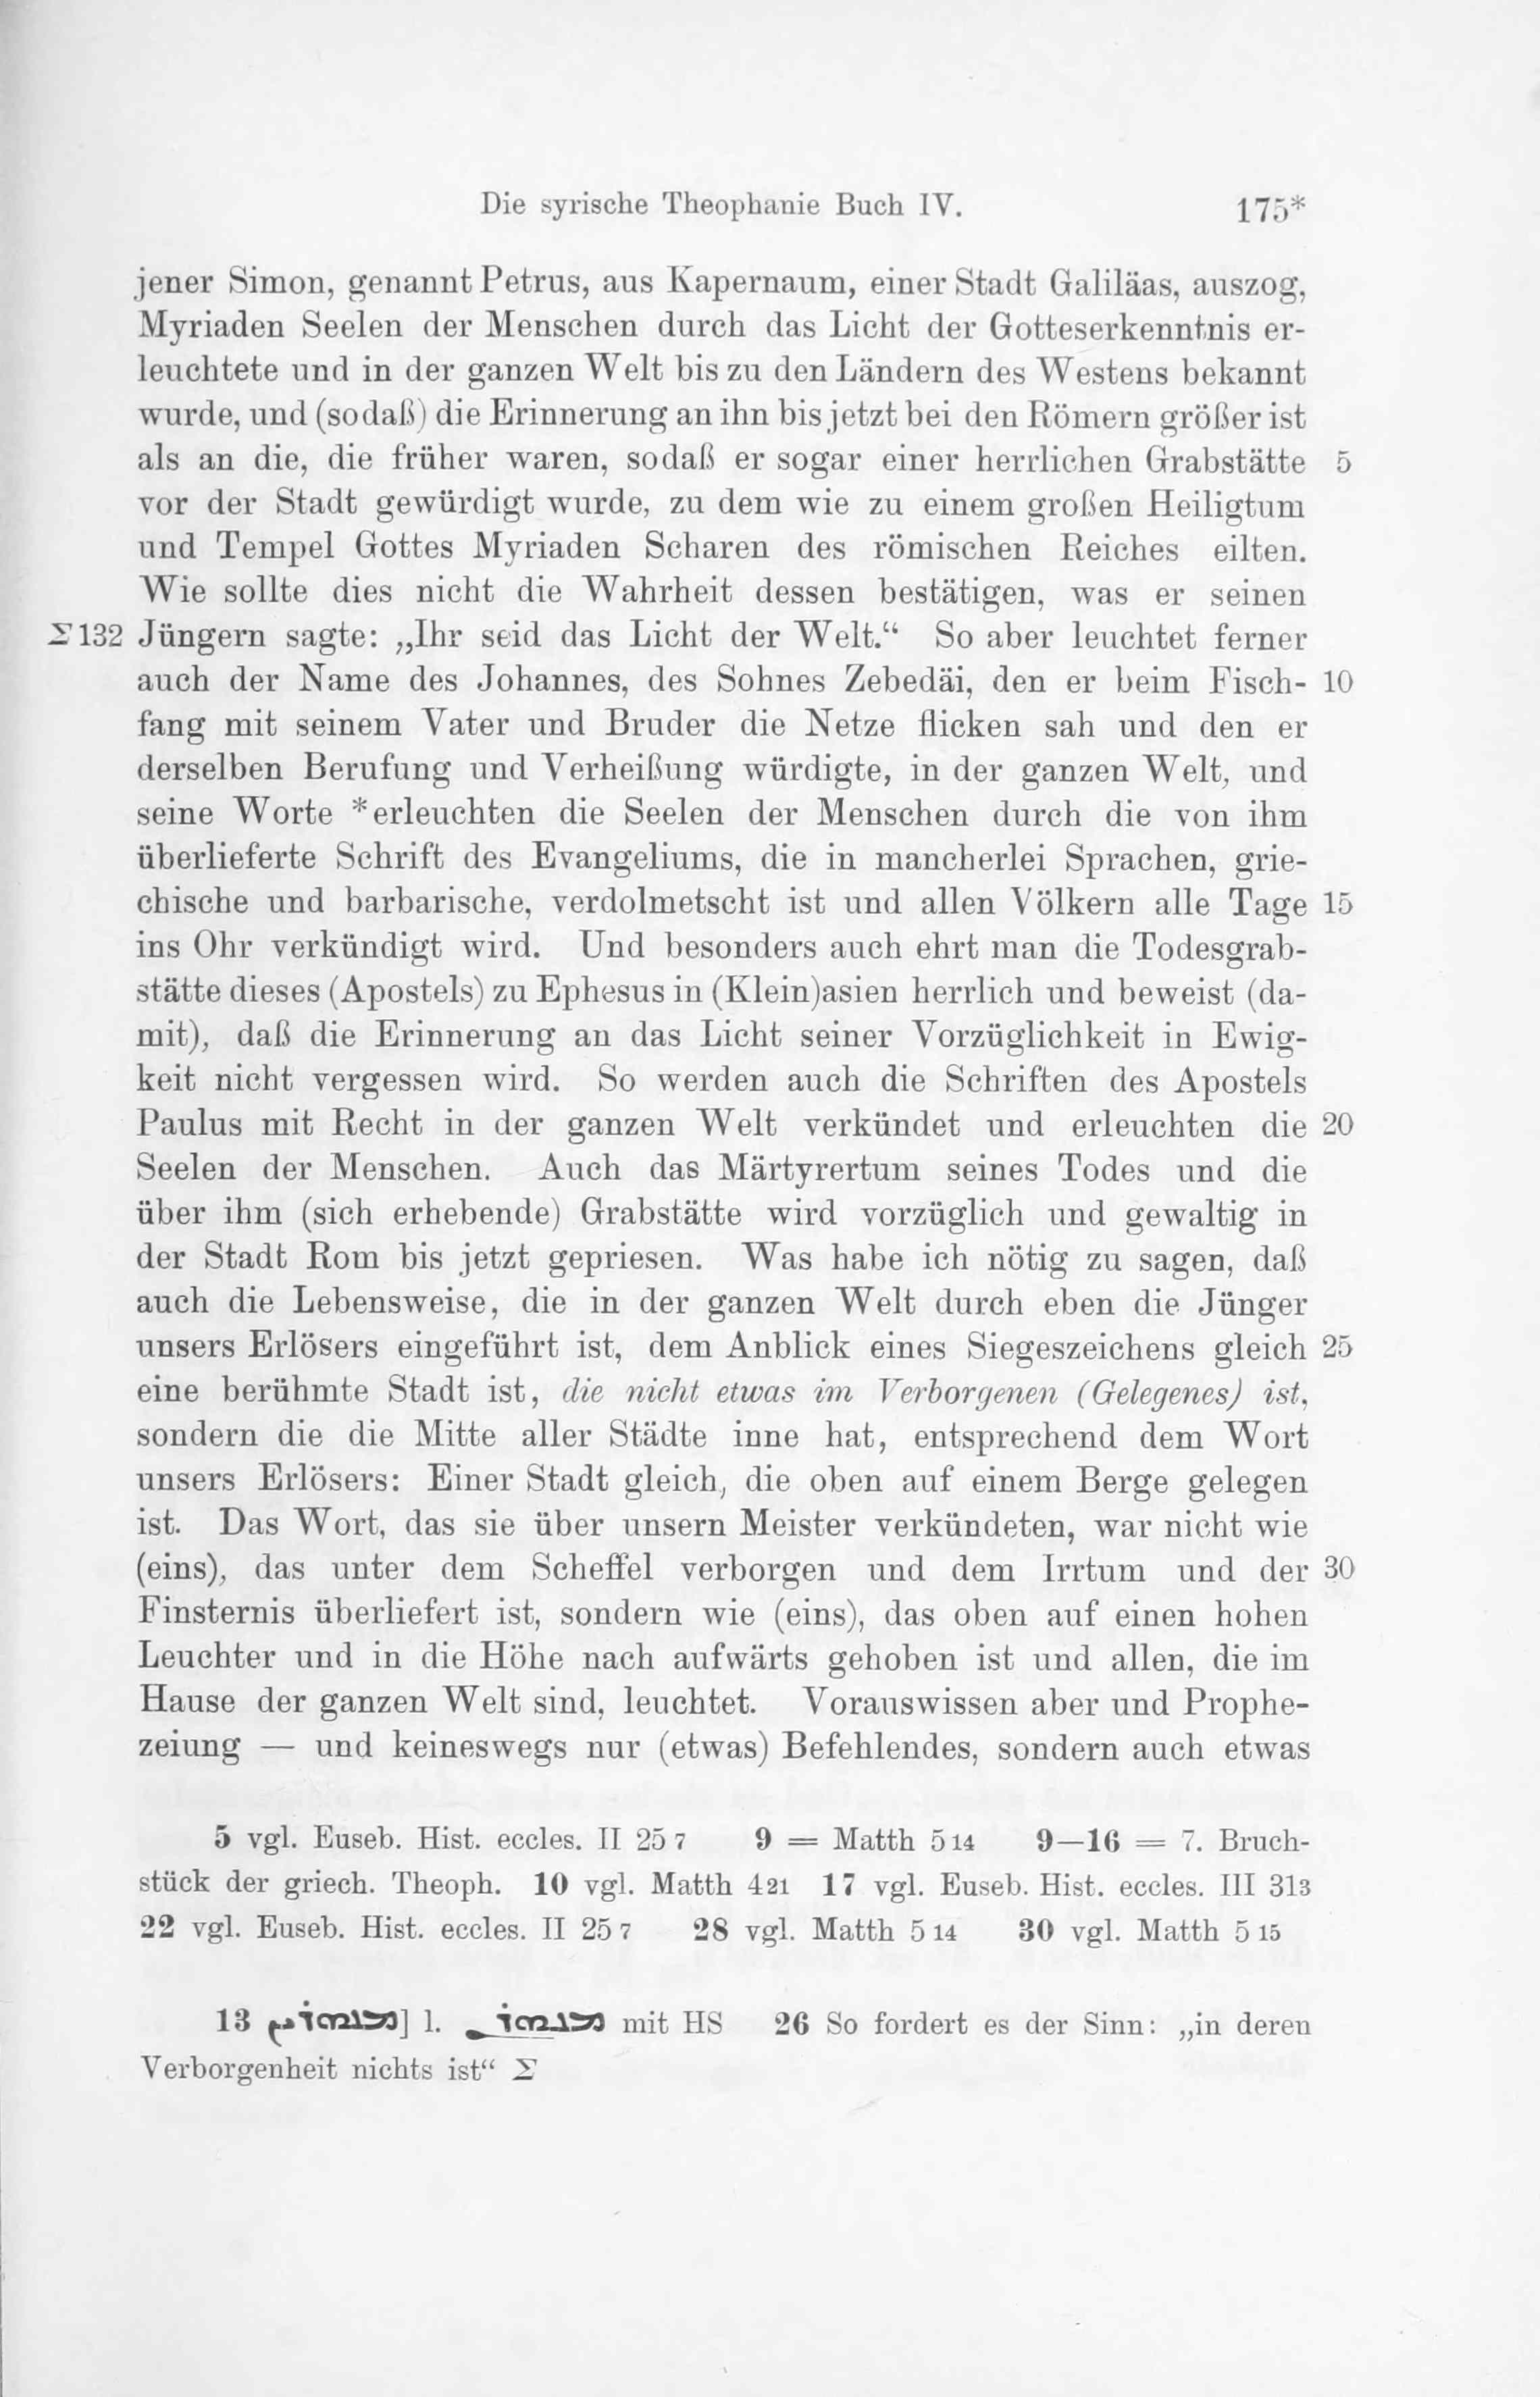 Die syrische Theophanie Buch IV. 175*
jener Simon, genannt Petrus, aus Kapernaum, einer Stadt Galiläas, auszog,
Myriaden Seelen der Menschen durch das Licht der Gotteserkenntnis er-
leuchtete und in der ganzen Welt bis zu den Ländern des Westens bekannt
wurde, und (sodaß) die Erinnerung an ihn bis jetzt bei den Römern größer ist
als an die, die früher waren, sodaß er sogar einer herrlichen Grabstätte 5
vor der Stadt gewürdigt wurde, zu dem wie zu einem großen Heiligtum
und Tempel Gottes Myriaden Scharen des römischen Reiches eilten.
Wie sollte dies nicht die Wahrheit dessen bestätigen, was er seinen
Σ132 Jüngern sagte: „Ihr seid das Licht der Welt.“ So aber leuchtet ferner
auch der Name des Johannes, des Sohnes Zebedäi, den er beim Fisch- 10
fang mit seinem Vater und Bruder die Netze flicken sah und den er
derselben Berufung und Verheißung würdigte, in der ganzen Welt, und
seine Worte *erleuchten die Seelen der Menschen durch die von ihm
überlieferte Schrift des Evangeliums, die in mancherlei Sprachen, grie-
chische und barbarische, verdolmetscht ist und allen Völkern alle Tage 15
ins Ohr verkündigt wird. Und besonders auch ehrt man die Todesgrab-
stätte dieses (Apostels) zu Ephesus in (Klein)asien herrlich und beweist (da-
mit), daß die Erinnerung an das Licht seiner Vorzüglichkeit in Ewig-
keit nicht vergessen wird. So werden auch die Schriften des Apostels
Paulus mit Recht in der ganzen Welt verkündet und erleuchten die 20
Seelen der Menschen. Auch das Märtyrertum seines Todes und die
über ihm (sich erhebende) Grabstätte wird vorzüglich und gewaltig in
der Stadt Rom bis jetzt gepriesen. Was habe ich nötig zu sagen, daß
auch die Lebensweise, die in der ganzen Welt durch eben die Jünger
unsers Erlösers eingeführt ist, dem Anblick eines Siegeszeichens gleich 25
eine berühmte Stadt ist, die nicht etwas im Verborgenen (Gelegenes) ist,
sondern die die Mitte aller Städte inne hat, entsprechend dem Wort
unsers Erlösers: Einer Stadt gleich, die oben auf einem Berge gelegen
ist. Das Wort, das sie über unsern Meister verkündeten, war nicht wie
(eins), das unter dem Scheffel verborgen und dem Irrtum und der 30
Finsternis überliefert ist, sondern wie (eins), das oben auf einen hohen
Leuchter und in die Höhe nach aufwärts gehoben ist und allen, die im
Hause der ganzen Welt sind, leuchtet. Vorauswissen aber und Prophe-
zeiung — und keineswegs nur (etwas) Befehlendes, sondern auch etwas
5 vgl. Euseb. Hist. eccles. II 25 7 9 = Matth 5 14 9—16 = 7. Bruch-
stück der griech. Theoph. 10 vgl. Matth 4 21 17 vgl. Euseb. Hist. eccles. III 31 3
22 vgl. Euseb. Hist. eccles. II 25 7 28 vgl. Matth 5 14 30 vgl. Matth 5 15
13 ] l. mit HS 26 So fordert es der Sinn: „in deren
Verborgenheit nichts ist“ Σ